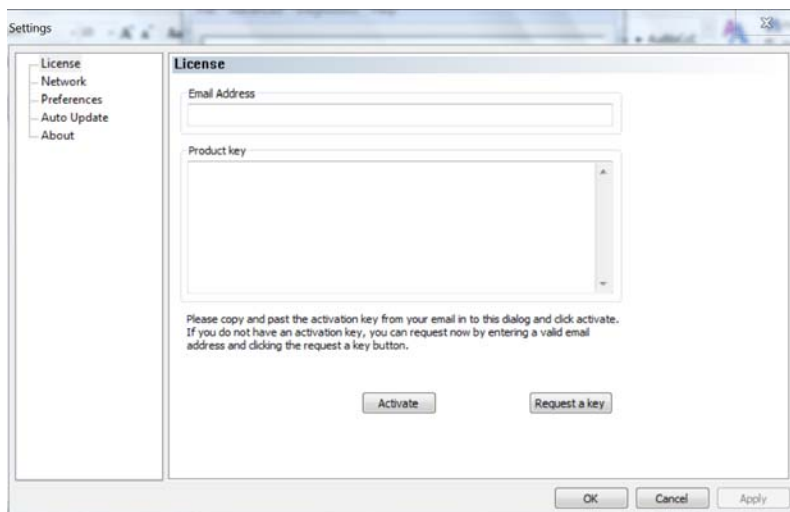 Settings
License
Network
Preferences
Auto Update
About
License
Email Address
Product key
Please copy and past the activation key from your email in to this dialog and click activate.
If you do not have an activation key, you can request now by entering a valid email
address and clicking the request a key button.
Activate
Request a key
OK
Cancel
Apply